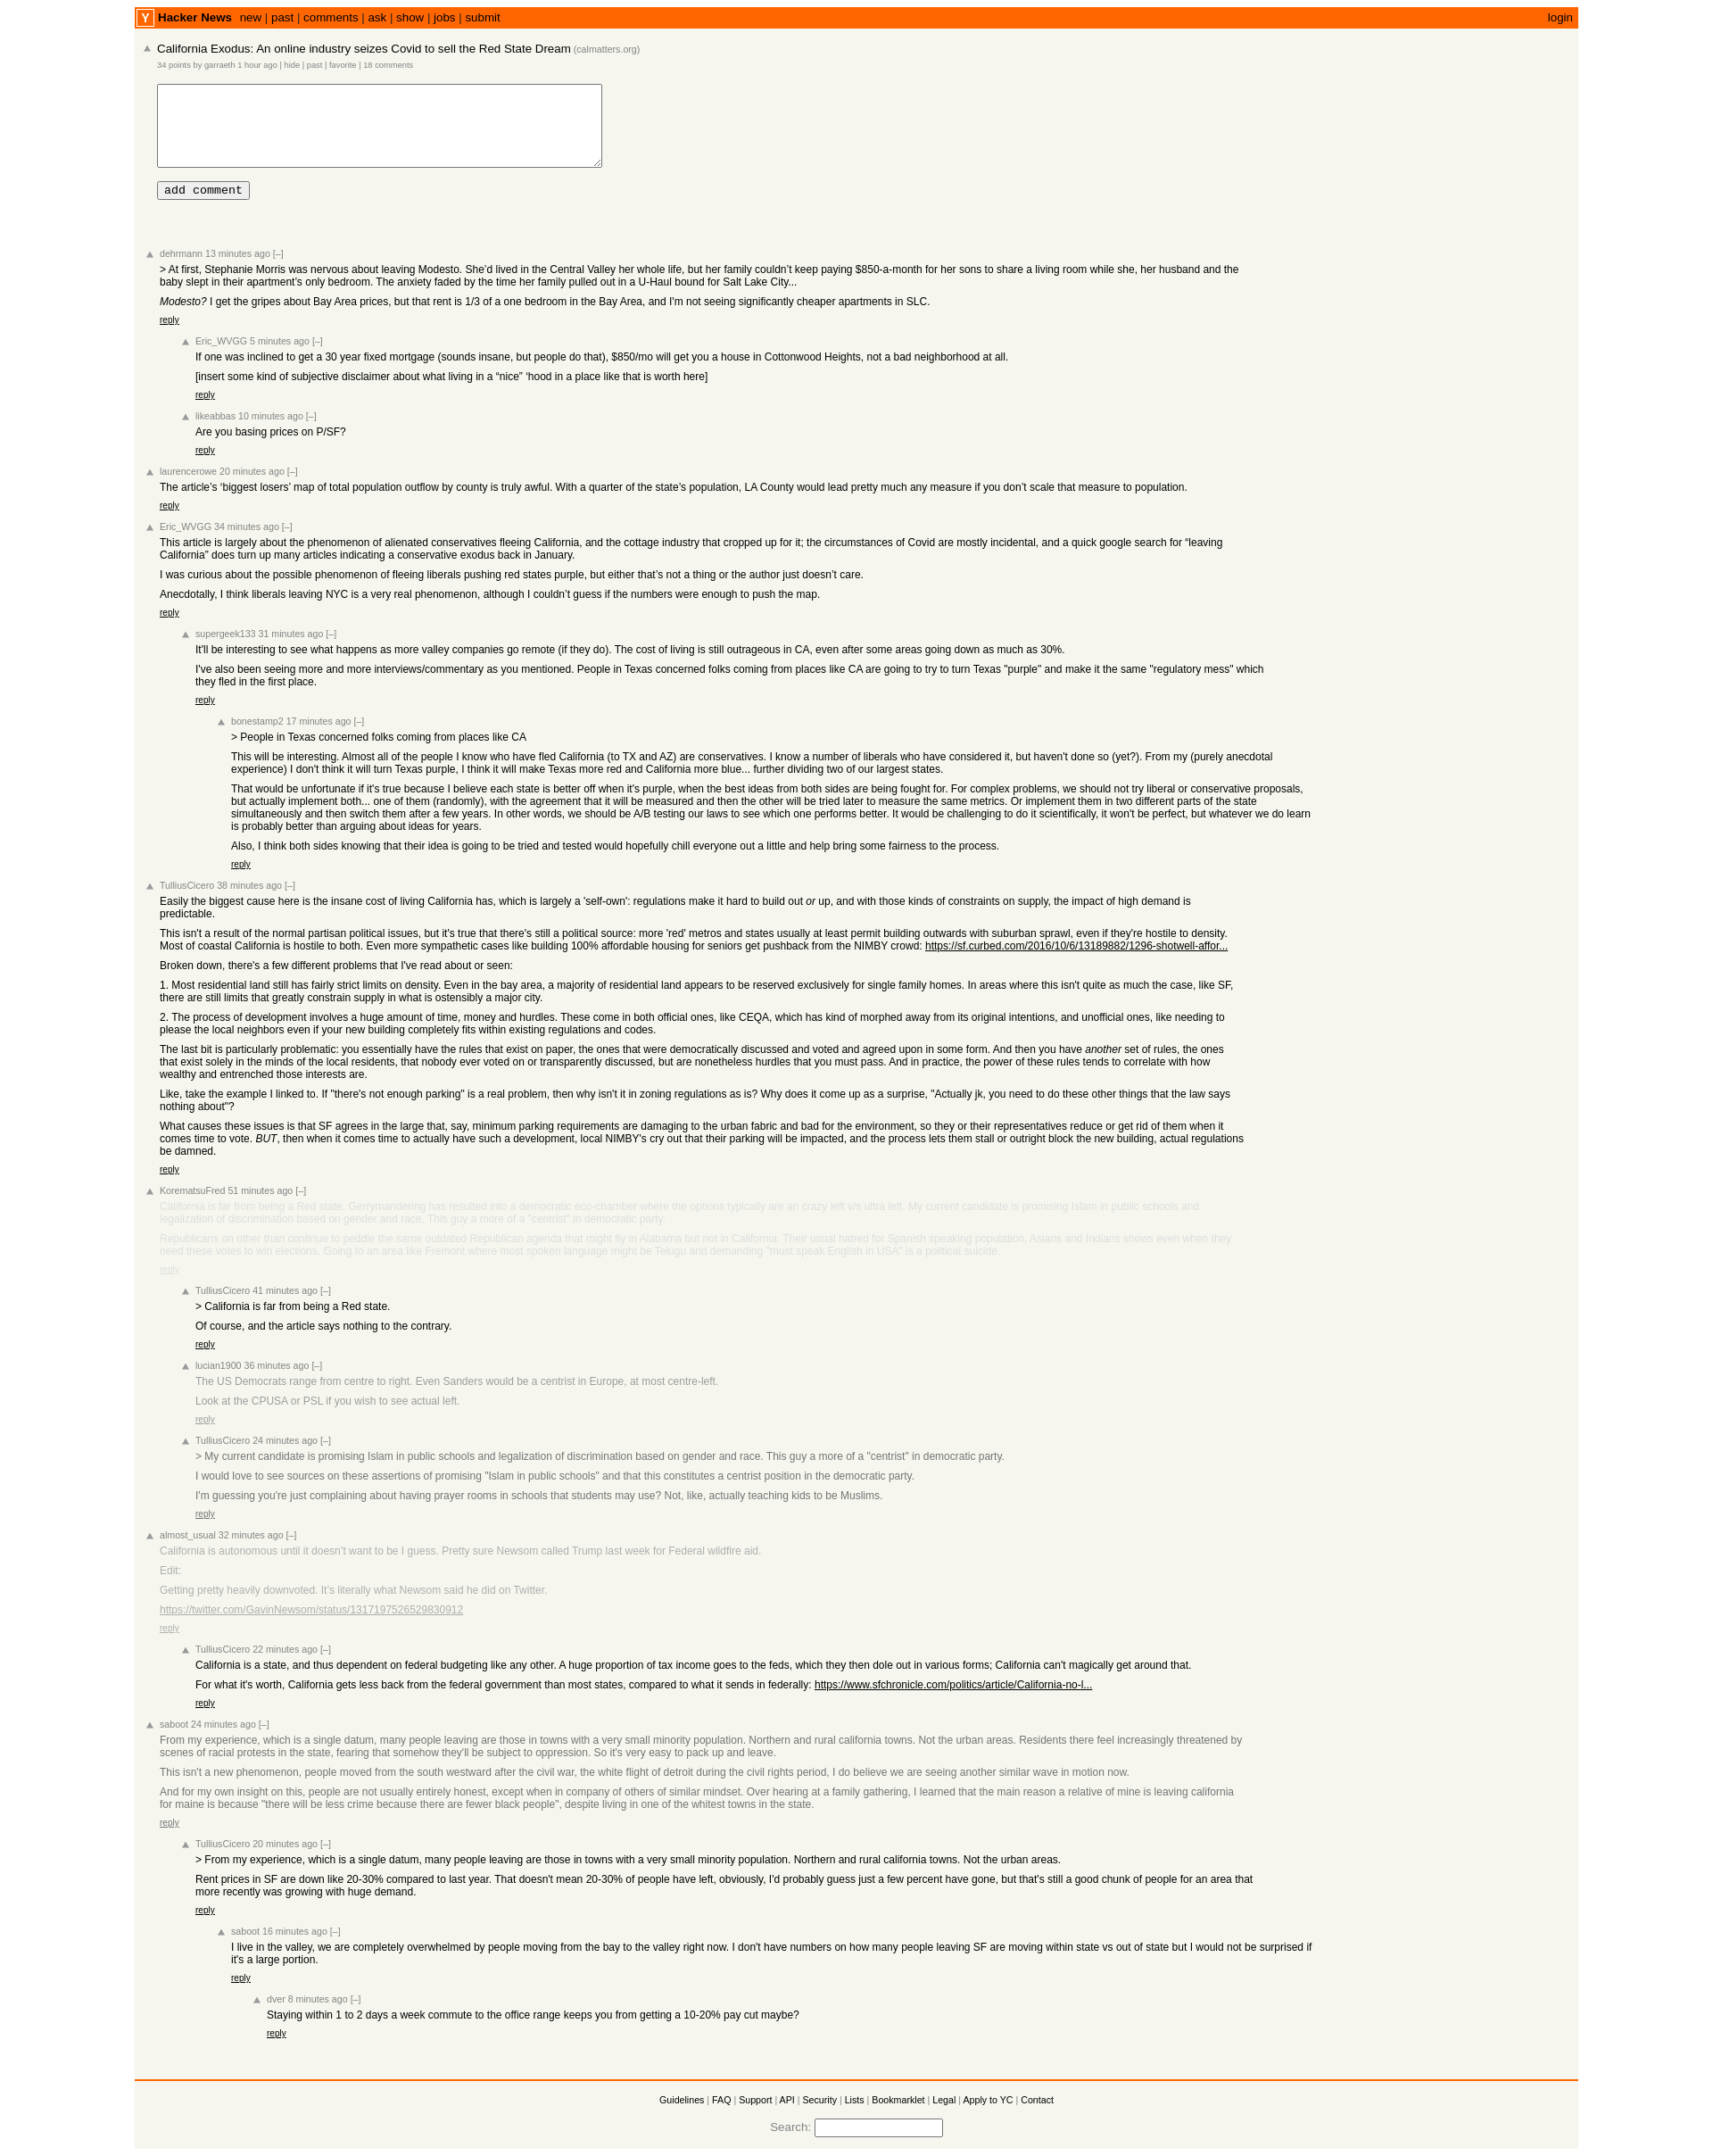 Y Hacker News new | past | comments | ask | show | jobs | submit login
California Exodus: An online industry seizes Covid to sell the Red State Dream (calmatters.org)
34 points by garraeth 1 hour ago | hide | past | favorite | 18 comments
add comment
dehrmann 13 minutes ago [–]
> At first, Stephanie Morris was nervous about leaving Modesto. She’d lived in the Central Valley her whole life, but her family couldn’t keep paying $850-a-month for her sons to share a living room while she, her husband and the
baby slept in their apartment’s only bedroom. The anxiety faded by the time her family pulled out in a U-Haul bound for Salt Lake City...
Modesto? I get the gripes about Bay Area prices, but that rent is 1/3 of a one bedroom in the Bay Area, and I'm not seeing significantly cheaper apartments in SLC.
reply
Eric_WVGG 5 minutes ago [–]
If one was inclined to get a 30 year fixed mortgage (sounds insane, but people do that), $850/mo will get you a house in Cottonwood Heights, not a bad neighborhood at all.
[insert some kind of subjective disclaimer about what living in a “nice” ‘hood in a place like that is worth here]
reply
likeabbas 10 minutes ago [–]
Are you basing prices on P/SF?
reply
laurencerowe 20 minutes ago [–]
The article’s ‘biggest losers’ map of total population outflow by county is truly awful. With a quarter of the state’s population, LA County would lead pretty much any measure if you don’t scale that measure to population.
reply
Eric_WVGG 34 minutes ago [–]
This article is largely about the phenomenon of alienated conservatives fleeing California, and the cottage industry that cropped up for it; the circumstances of Covid are mostly incidental, and a quick google search for “leaving
California” does turn up many articles indicating a conservative exodus back in January.
I was curious about the possible phenomenon of fleeing liberals pushing red states purple, but either that’s not a thing or the author just doesn’t care.
Anecdotally, I think liberals leaving NYC is a very real phenomenon, although I couldn’t guess if the numbers were enough to push the map.
reply
supergeek133 31 minutes ago [–]
It'll be interesting to see what happens as more valley companies go remote (if they do). The cost of living is still outrageous in CA, even after some areas going down as much as 30%.
I've also been seeing more and more interviews/commentary as you mentioned. People in Texas concerned folks coming from places like CA are going to try to turn Texas "purple" and make it the same "regulatory mess" which
they fled in the first place.
reply
bonestamp2 17 minutes ago [–]
> People in Texas concerned folks coming from places like CA
This will be interesting. Almost all of the people I know who have fled California (to TX and AZ) are conservatives. I know a number of liberals who have considered it, but haven't done so (yet?). From my (purely anecdotal
experience) I don't think it will turn Texas purple, I think it will make Texas more red and California more blue... further dividing two of our largest states.
That would be unfortunate if it's true because I believe each state is better off when it's purple, when the best ideas from both sides are being fought for. For complex problems, we should not try liberal or conservative proposals,
but actually implement both... one of them (randomly), with the agreement that it will be measured and then the other will be tried later to measure the same metrics. Or implement them in two different parts of the state
simultaneously and then switch them after a few years. In other words, we should be A/B testing our laws to see which one performs better. It would be challenging to do it scientifically, it won't be perfect, but whatever we do learn
is probably better than arguing about ideas for years.
Also, I think both sides knowing that their idea is going to be tried and tested would hopefully chill everyone out a little and help bring some fairness to the process.
reply
TulliusCicero 38 minutes ago [–]
Easily the biggest cause here is the insane cost of living California has, which is largely a 'self-own': regulations make it hard to build out or up, and with those kinds of constraints on supply, the impact of high demand is
predictable.
This isn't a result of the normal partisan political issues, but it's true that there's still a political source: more 'red' metros and states usually at least permit building outwards with suburban sprawl, even if they're hostile to density.
Most of coastal California is hostile to both. Even more sympathetic cases like building 100% affordable housing for seniors get pushback from the NIMBY crowd: https://sf.curbed.com/2016/10/6/13189882/1296-shotwell-affor...
Broken down, there's a few different problems that I've read about or seen:
1. Most residential land still has fairly strict limits on density. Even in the bay area, a majority of residential land appears to be reserved exclusively for single family homes. In areas where this isn't quite as much the case, like SF,
there are still limits that greatly constrain supply in what is ostensibly a major city.
2. The process of development involves a huge amount of time, money and hurdles. These come in both official ones, like CEQA, which has kind of morphed away from its original intentions, and unofficial ones, like needing to
please the local neighbors even if your new building completely fits within existing regulations and codes.
The last bit is particularly problematic: you essentially have the rules that exist on paper, the ones that were democratically discussed and voted and agreed upon in some form. And then you have another set of rules, the ones
that exist solely in the minds of the local residents, that nobody ever voted on or transparently discussed, but are nonetheless hurdles that you must pass. And in practice, the power of these rules tends to correlate with how
wealthy and entrenched those interests are.
Like, take the example I linked to. If "there's not enough parking" is a real problem, then why isn't it in zoning regulations as is? Why does it come up as a surprise, "Actually jk, you need to do these other things that the law says
nothing about"?
What causes these issues is that SF agrees in the large that, say, minimum parking requirements are damaging to the urban fabric and bad for the environment, so they or their representatives reduce or get rid of them when it
comes time to vote. BUT, then when it comes time to actually have such a development, local NIMBY's cry out that their parking will be impacted, and the process lets them stall or outright block the new building, actual regulations
be damned.
reply
KorematsuFred 51 minutes ago [–]
California is far from being a Red state. Gerrymandering has resulted into a democratic eco-chamber where the options typically are an crazy left v/s ultra left. My current candidate is promising Islam in public schools and
legalization of discrimination based on gender and race. This guy a more of a "centrist" in democratic party.
Republicans on other than continue to peddle the same outdated Republican agenda that might fly in Alabama but not in California. Their usual hatred for Spanish speaking population, Asians and Indians shows even when they
need these votes to win elections. Going to an area like Fremont where most spoken language might be Telugu and demanding "must speak English in USA" is a political suicide.
reply
TulliusCicero 41 minutes ago [–]
> California is far from being a Red state.
Of course, and the article says nothing to the contrary.
reply
lucian1900 36 minutes ago [–]
The US Democrats range from centre to right. Even Sanders would be a centrist in Europe, at most centre-left.
Look at the CPUSA or PSL if you wish to see actual left.
reply
TulliusCicero 24 minutes ago [–]
> My current candidate is promising Islam in public schools and legalization of discrimination based on gender and race. This guy a more of a "centrist" in democratic party.
I would love to see sources on these assertions of promising "Islam in public schools" and that this constitutes a centrist position in the democratic party.
I'm guessing you're just complaining about having prayer rooms in schools that students may use? Not, like, actually teaching kids to be Muslims.
reply
almost_usual 32 minutes ago [–]
California is autonomous until it doesn’t want to be I guess. Pretty sure Newsom called Trump last week for Federal wildfire aid.
Edit:
Getting pretty heavily downvoted. It’s literally what Newsom said he did on Twitter.
https://twitter.com/GavinNewsom/status/1317197526529830912
reply
TulliusCicero 22 minutes ago [–]
California is a state, and thus dependent on federal budgeting like any other. A huge proportion of tax income goes to the feds, which they then dole out in various forms; California can't magically get around that.
For what it's worth, California gets less back from the federal government than most states, compared to what it sends in federally: https://www.sfchronicle.com/politics/article/California-no-l...
reply
saboot 24 minutes ago [–]
From my experience, which is a single datum, many people leaving are those in towns with a very small minority population. Northern and rural california towns. Not the urban areas. Residents there feel increasingly threatened by
scenes of racial protests in the state, fearing that somehow they'll be subject to oppression. So it's very easy to pack up and leave.
This isn't a new phenomenon, people moved from the south westward after the civil war, the white flight of detroit during the civil rights period, I do believe we are seeing another similar wave in motion now.
And for my own insight on this, people are not usually entirely honest, except when in company of others of similar mindset. Over hearing at a family gathering, I learned that the main reason a relative of mine is leaving california
for maine is because "there will be less crime because there are fewer black people", despite living in one of the whitest towns in the state.
reply
TulliusCicero 20 minutes ago [–]
> From my experience, which is a single datum, many people leaving are those in towns with a very small minority population. Northern and rural california towns. Not the urban areas.
Rent prices in SF are down like 20-30% compared to last year. That doesn't mean 20-30% of people have left, obviously, I'd probably guess just a few percent have gone, but that's still a good chunk of people for an area that
more recently was growing with huge demand.
reply
saboot 16 minutes ago [–]
I live in the valley, we are completely overwhelmed by people moving from the bay to the valley right now. I don't have numbers on how many people leaving SF are moving within state vs out of state but I would not be surprised if
it's a large portion.
reply
dver 8 minutes ago [–]
Staying within 1 to 2 days a week commute to the office range keeps you from getting a 10-20% pay cut maybe?
reply
Guidelines | FAQ | Support | API | Security | Lists | Bookmarklet | Legal | Apply to YC | Contact
Search: